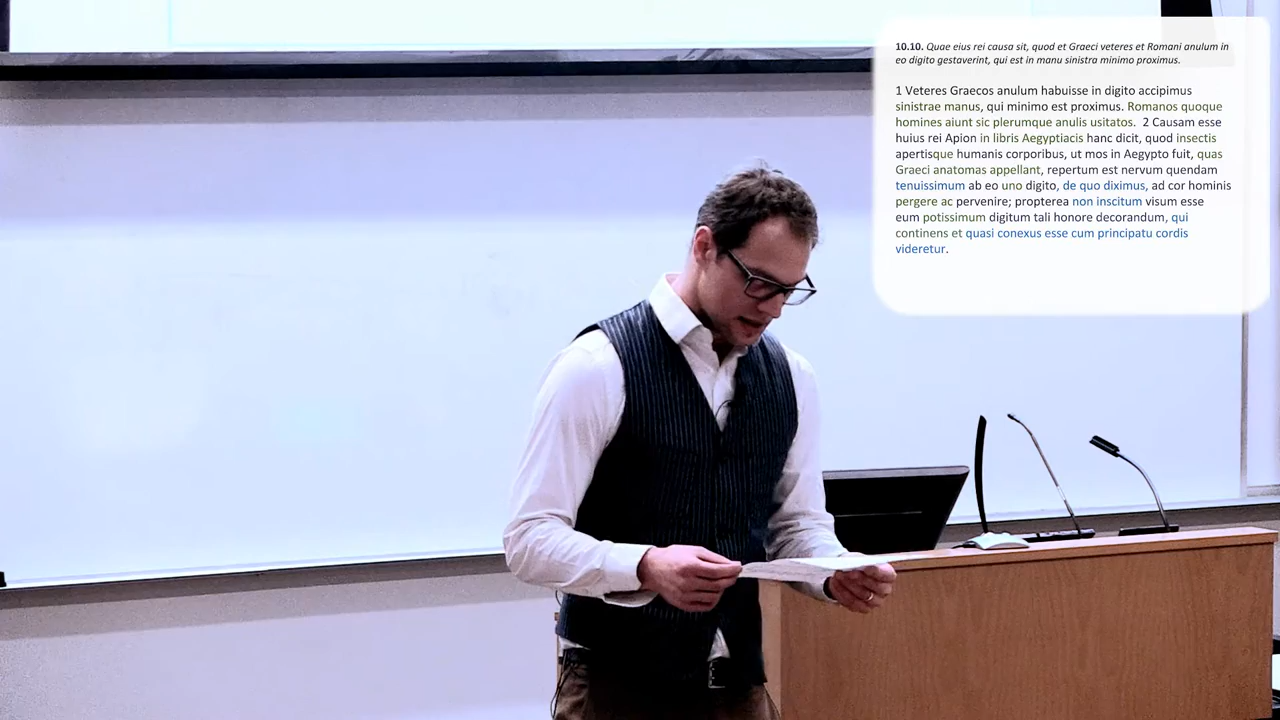 10.10. Quae eius rei causa sit, quod et Graeci veteres et Romani anulum in
eo digito gestaverint, qui est in manu sinistra minimo proximus.
1 Veteres Graecos anulum habuisse in digito accipimus
sinistrae manus, qui minimo est proximus. Romanos quoque
homines aiunt sic plerumque anulis usitatos. 2 Causam esse
huius rei Apion in libris Aegyptiacis hanc dicit, quod insectis
apertisque humanis corporibus, ut mos in Aegypto fuit, quas
Graeci anatomas appellant, repertum est nervum quendam
tenuissimum ab eo uno digito, de quo diximus, ad cor hominis
pergere ac pervenire; propterea non inscitum visum esse
eum potissimum digitum tali honore decorandum, qui
continens et quasi conexus esse cum principatu cordis
videretur.